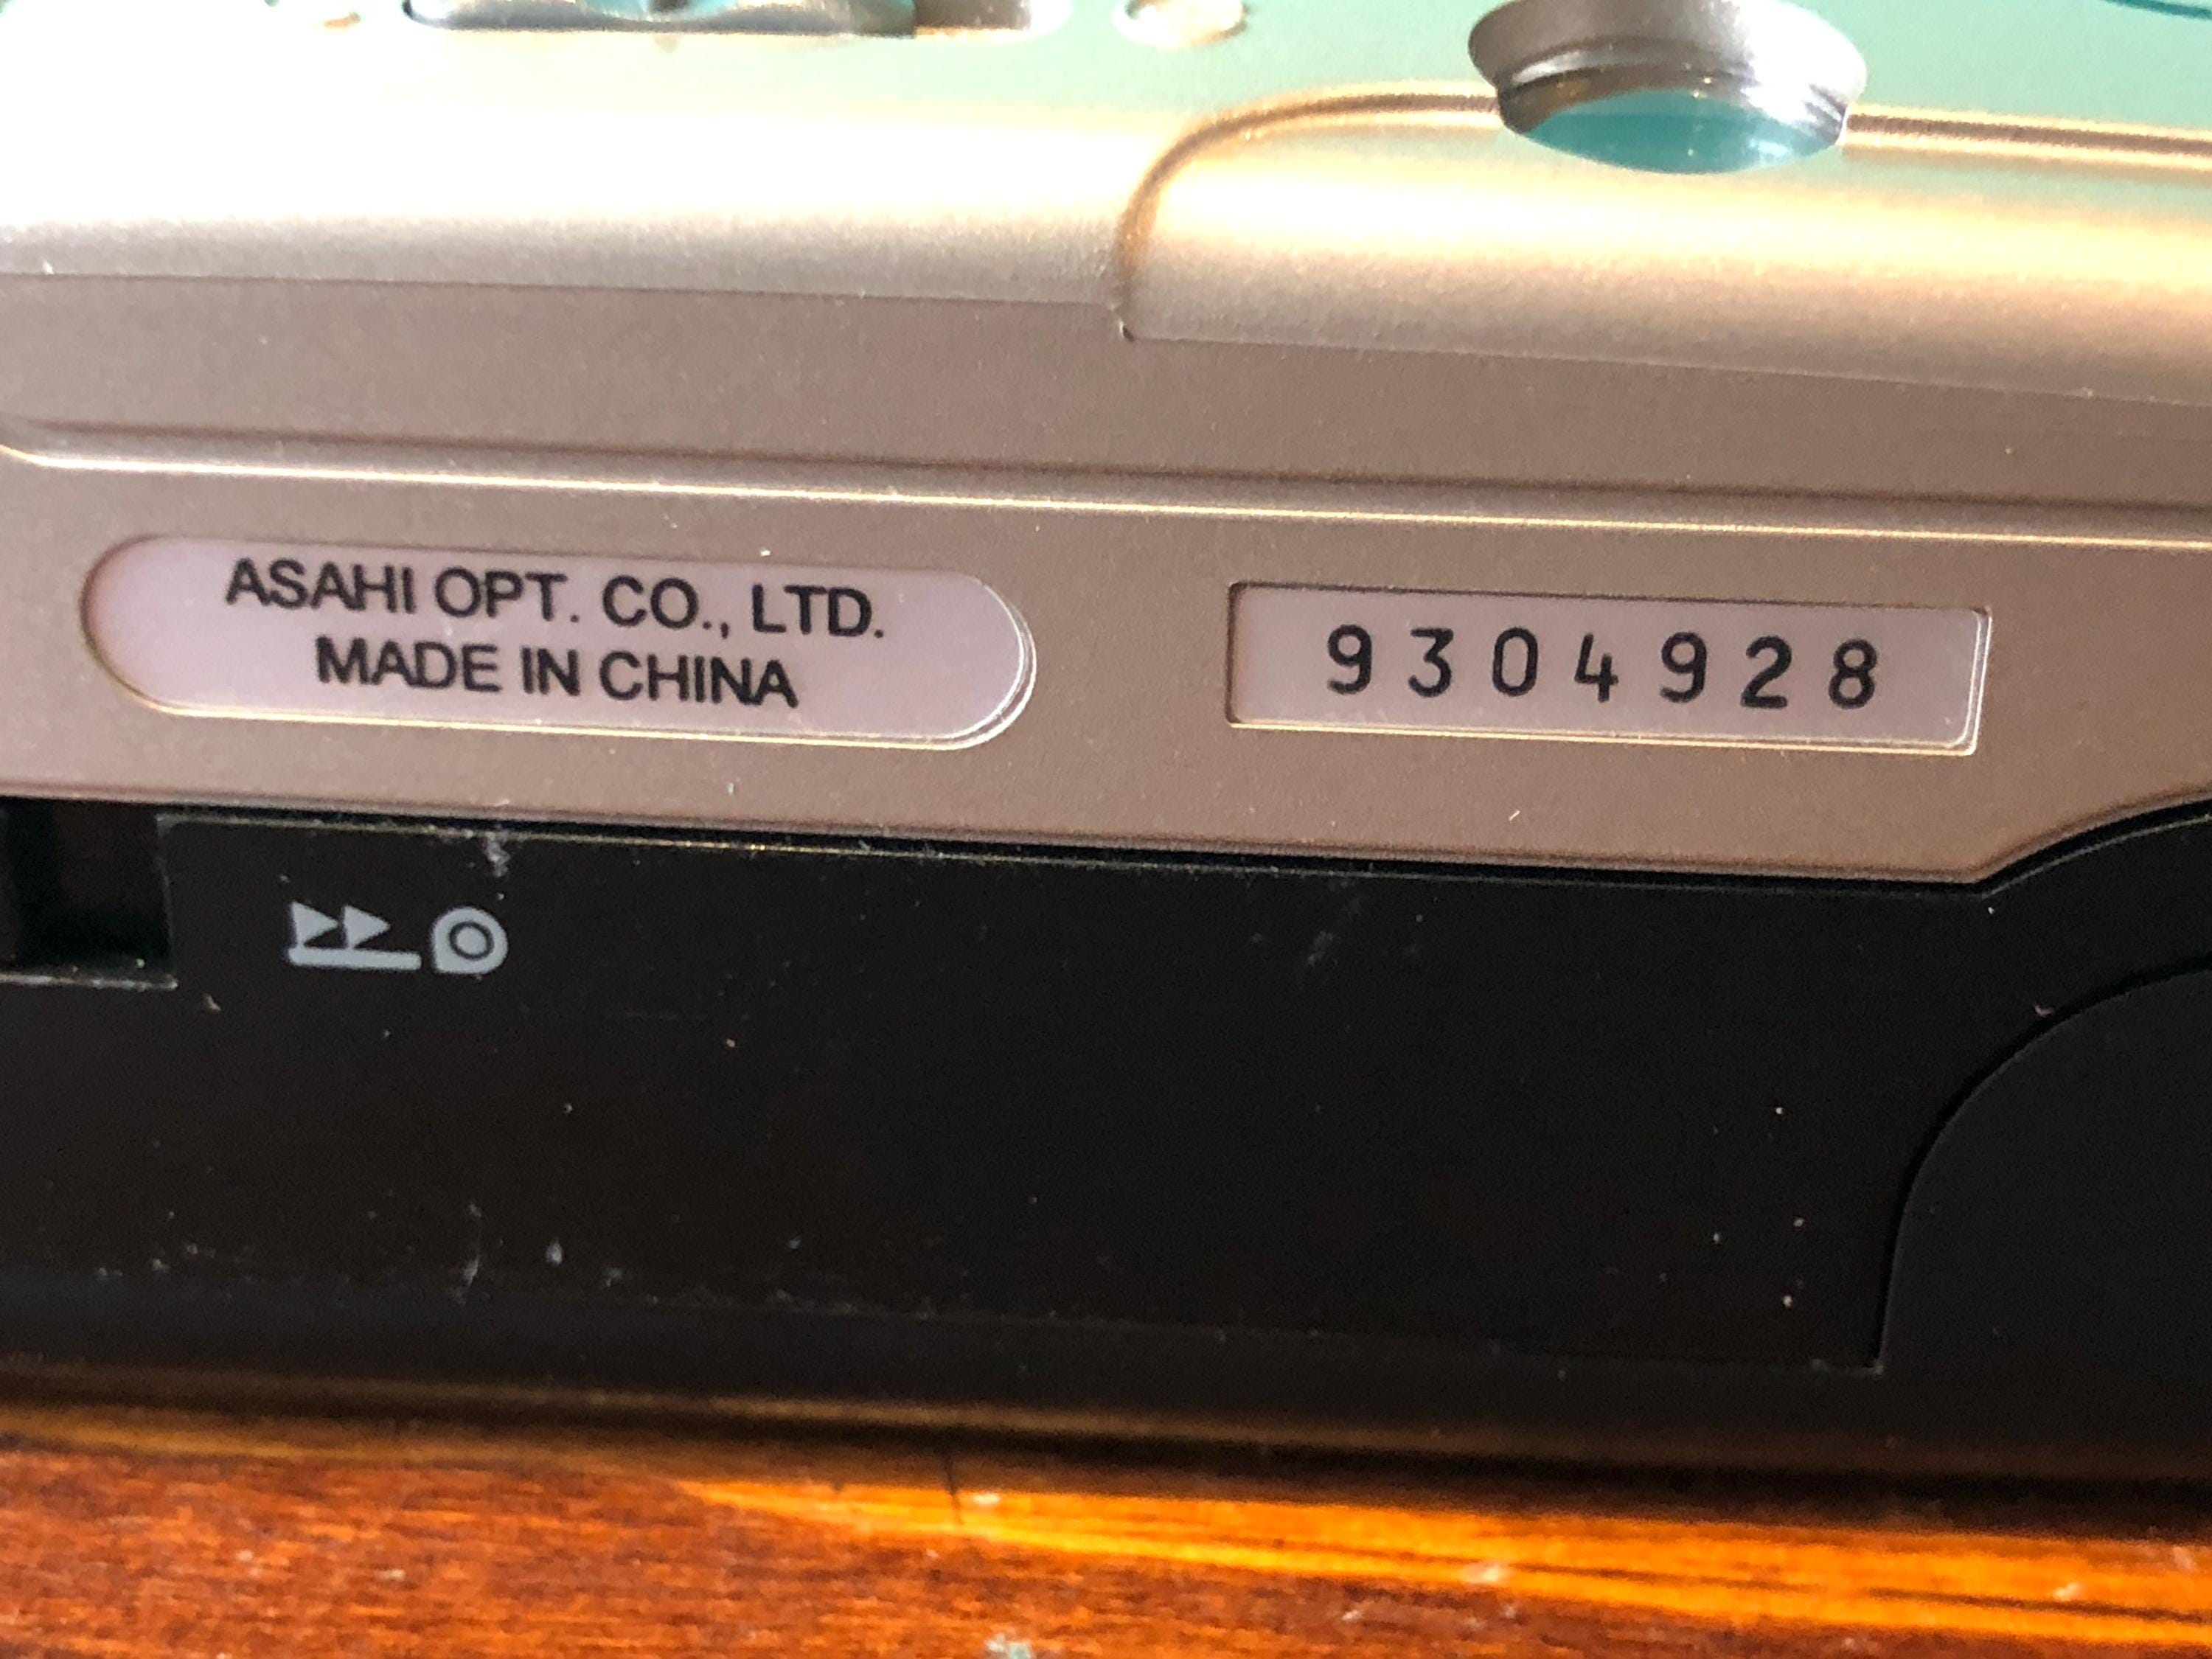 ASAHI OPT. CO., LTD.
MADE IN CHINA
9304928